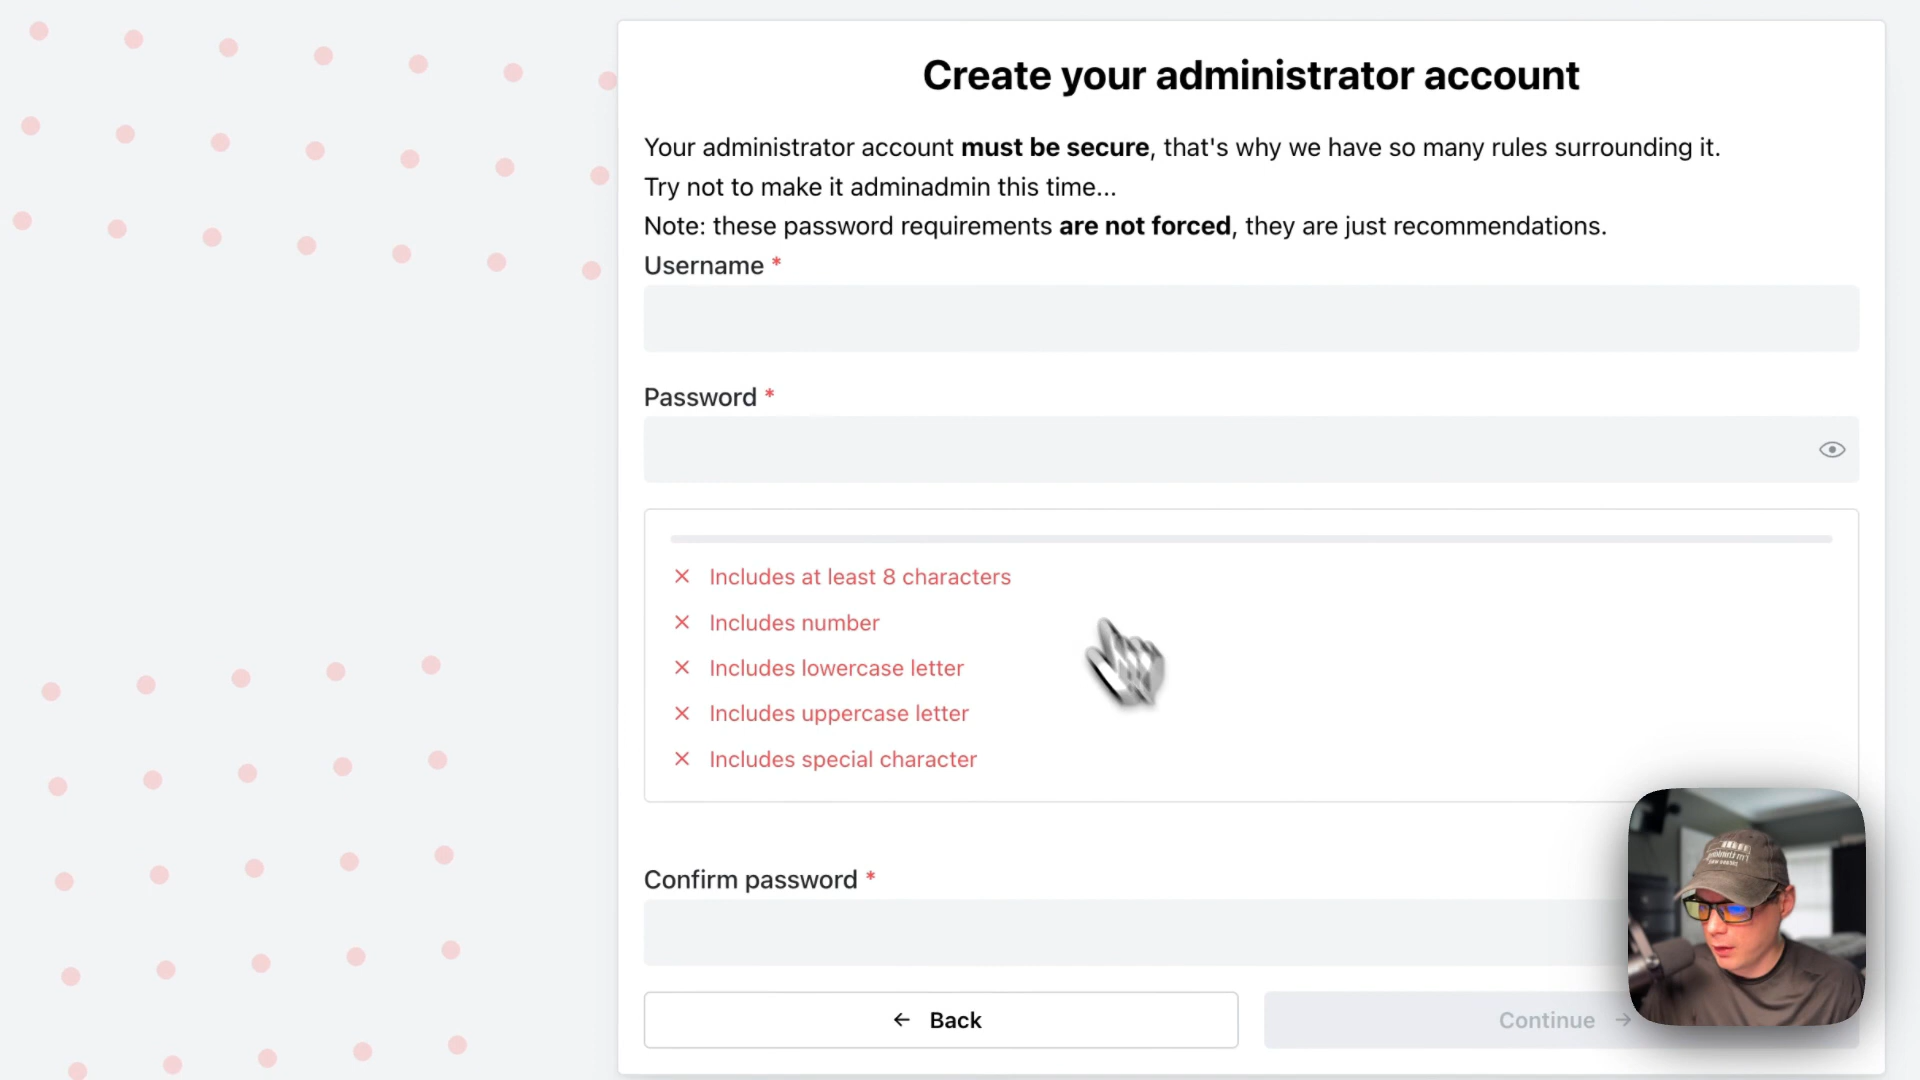 Create your administrator account
Your administrator account must be secure, that's why we have so many rules surrounding it.
Try not to make it adminadmin this time...
Note: these password requirements are not forced, they are just recommendations.
Username *
Password *
Includes at least 8 characters
Includes number
Includes lowercase letter
Includes uppercase letter
Includes special character
Confirm password *
← Back
Continue →